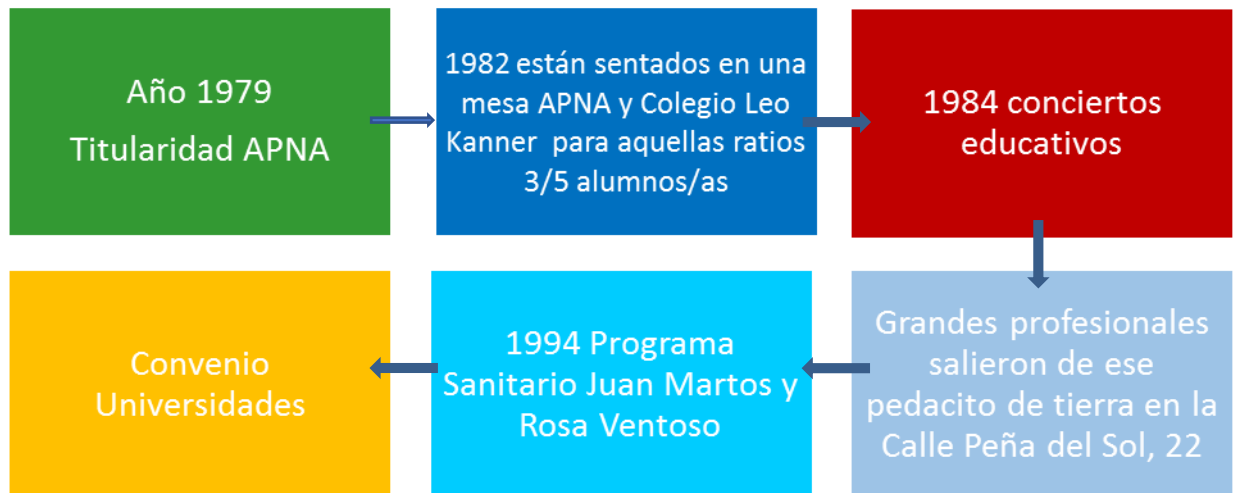 Año 1979
Titularidad APNA
1982 están sentados en una
mesa APNA y Colegio Leo
Kanner para aquellas ratios
3/5 alumnos/as
1984 conciertos
educativos
Grandes profesionales
salieron de ese
pedacito de tierra en la
Calle Peña del Sol, 22
1994 Programa
Sanitario Juan Martos y
Rosa Ventoso
Convenio
Universidades